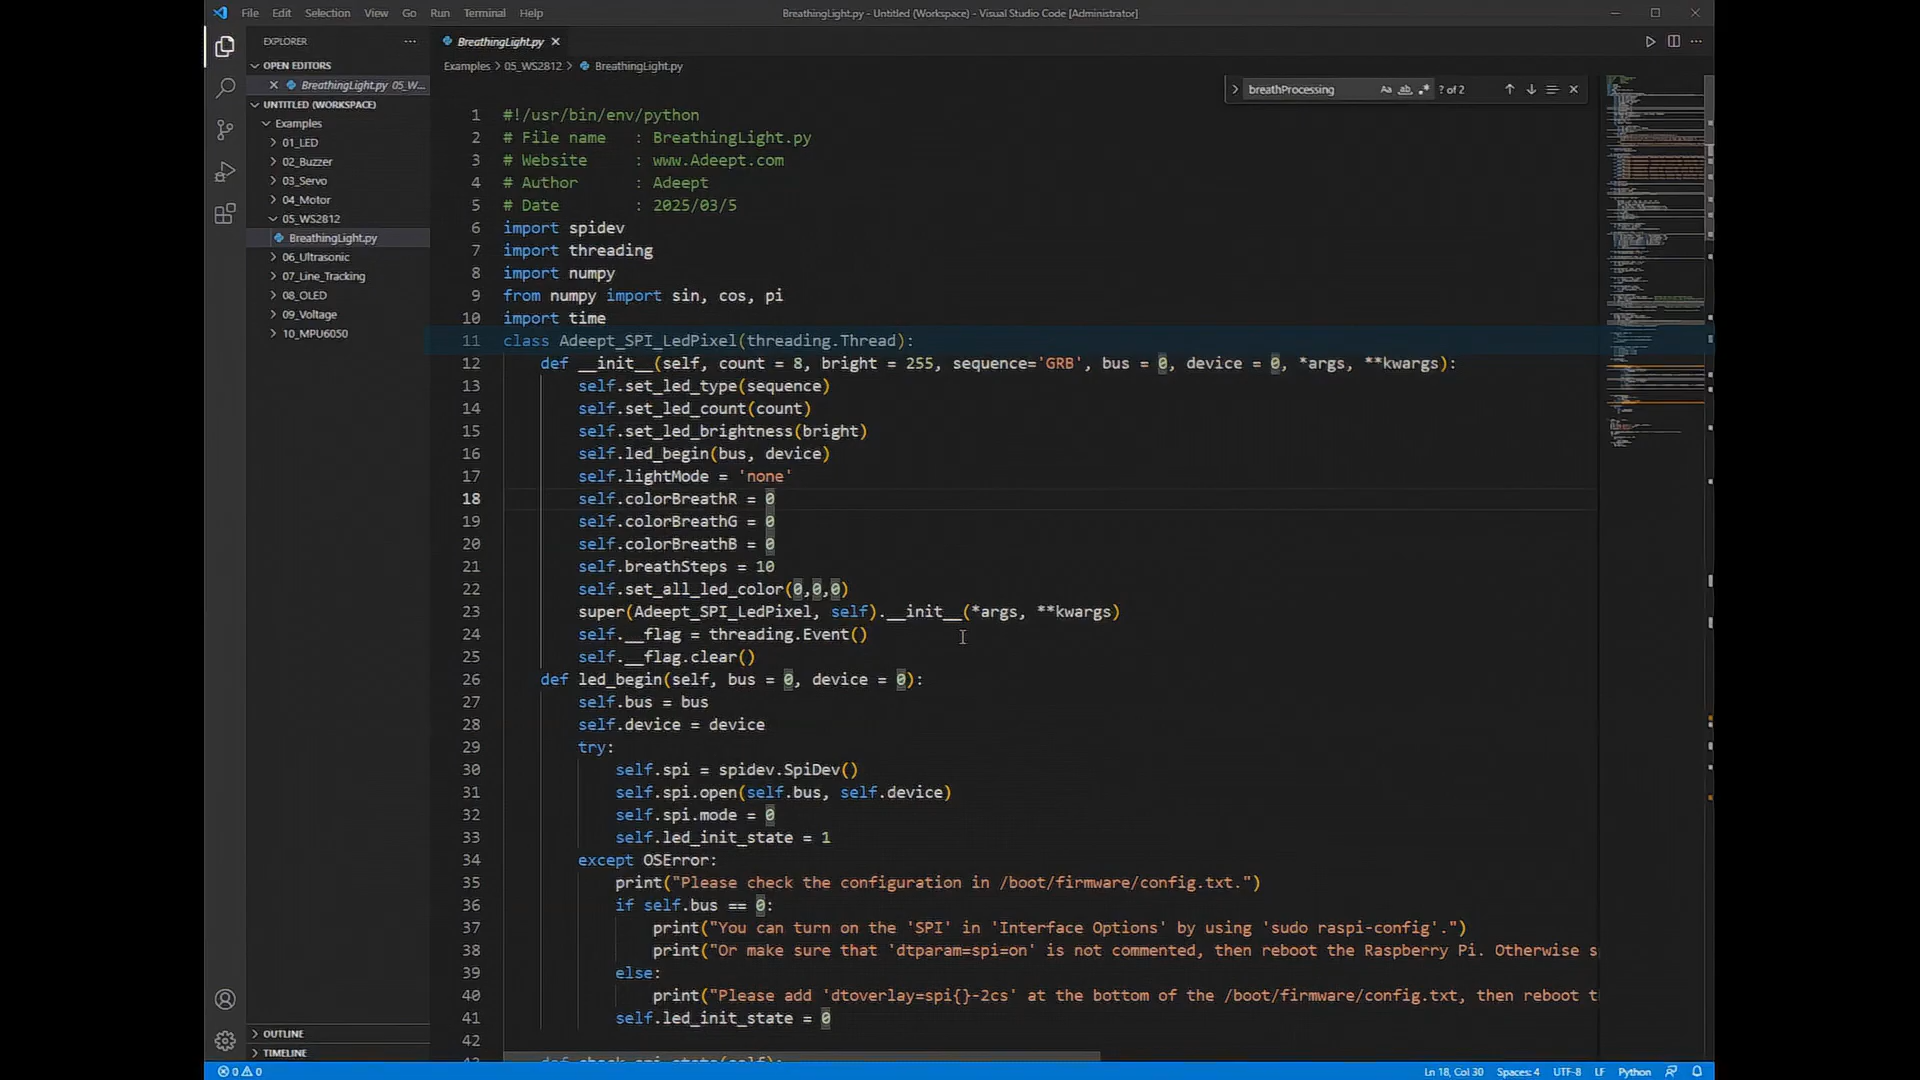 File Edit Selection View Go Run Terminal Help
BreathingLight.py - Untitled (Workspace) - Visual Studio Code [Administrator]
EXPLORER
OPEN EDITORS
BreathingLight.py 05_W...
UNTITLED (WORKSPACE)
Examples
01_LED
02_Buzzer
03_Servo
04_Motor
05_WS2812
BreathingLight.py
06_Ultrasonic
07_Line_Tracking
08_OLED
09_Voltage
10_MPU6050
OUTLINE
TIMELINE
BreathingLight.py
Examples > 05_WS2812 > BreathingLight.py
breathProcessing Aa ab .* ? of 2
1 #!/usr/bin/env/python
2 # File name : BreathingLight.py
3 # Website : www.Adeept.com
4 # Author : Adeept
5 # Date : 2025/03/5
6 import spidev
7 import threading
8 import numpy
9 from numpy import sin, cos, pi
10 import time
11 class Adeept_SPI_LedPixel(threading.Thread):
12 def __init__(self, count = 8, bright = 255, sequence='GRB', bus = 0, device = 0, *args, **kwargs):
13 self.set_led_type(sequence)
14 self.set_led_count(count)
15 self.set_led_brightness(bright)
16 self.led_begin(bus, device)
17 self.lightMode = 'none'
18 self.colorBreathR = 0
19 self.colorBreathG = 0
20 self.colorBreathB = 0
21 self.breathSteps = 10
22 self.set_all_led_color(0,0,0)
23 super(Adeept_SPI_LedPixel, self).__init__(*args, **kwargs)
24 self.__flag = threading.Event()
25 self.__flag.clear()
26 def led_begin(self, bus = 0, device = 0):
27 self.bus = bus
28 self.device = device
29 try:
30 self.spi = spidev.SpiDev()
31 self.spi.open(self.bus, self.device)
32 self.spi.mode = 0
33 self.led_init_state = 1
34 except OSError:
35 print("Please check the configuration in /boot/firmware/config.txt.")
36 if self.bus == 0:
37 print("You can turn on the 'SPI' in 'Interface Options' by using 'sudo raspi-config'.")
38 print("Or make sure that 'dtparam=spi=on' is not commented, then reboot the Raspberry Pi. Otherwise s
39 else:
40 print("Please add 'dtoverlay=spi{}-2cs' at the bottom of the /boot/firmware/config.txt, then reboot t
41 self.led_init_state = 0
42
0 0
Ln 18, Col 30 Spaces: 4 UTF-8 LF Python